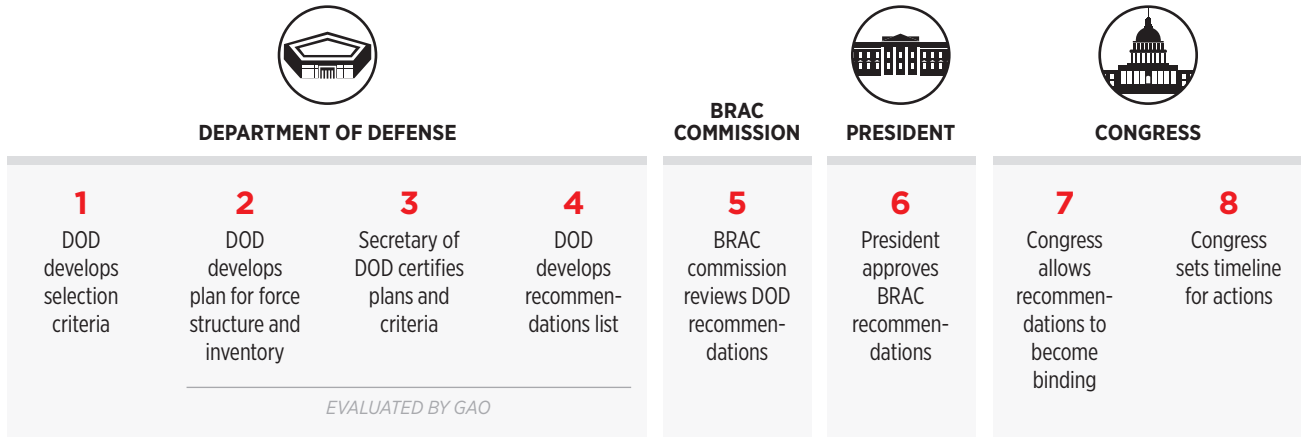 DEPARTMENT OF DEFENSE
BRAC
COMMISSION
PRESIDENT
CONGRESS
1
DOD
develops
selection
criteria
2
DOD
develops
plan for force
structure and
inventory
3
Secretary of
DOD certifies
plans and
criteria
4
DOD
develops
recommen-
dations list
EVALUATED BY GAO
5
BRAC
commission
reviews DOD
recommen-
dations
6
President
approves
BRAC
recommen-
dations
7
Congress
allows
recommen-
dations to
become
binding
8
Congress
sets timeline
for actions